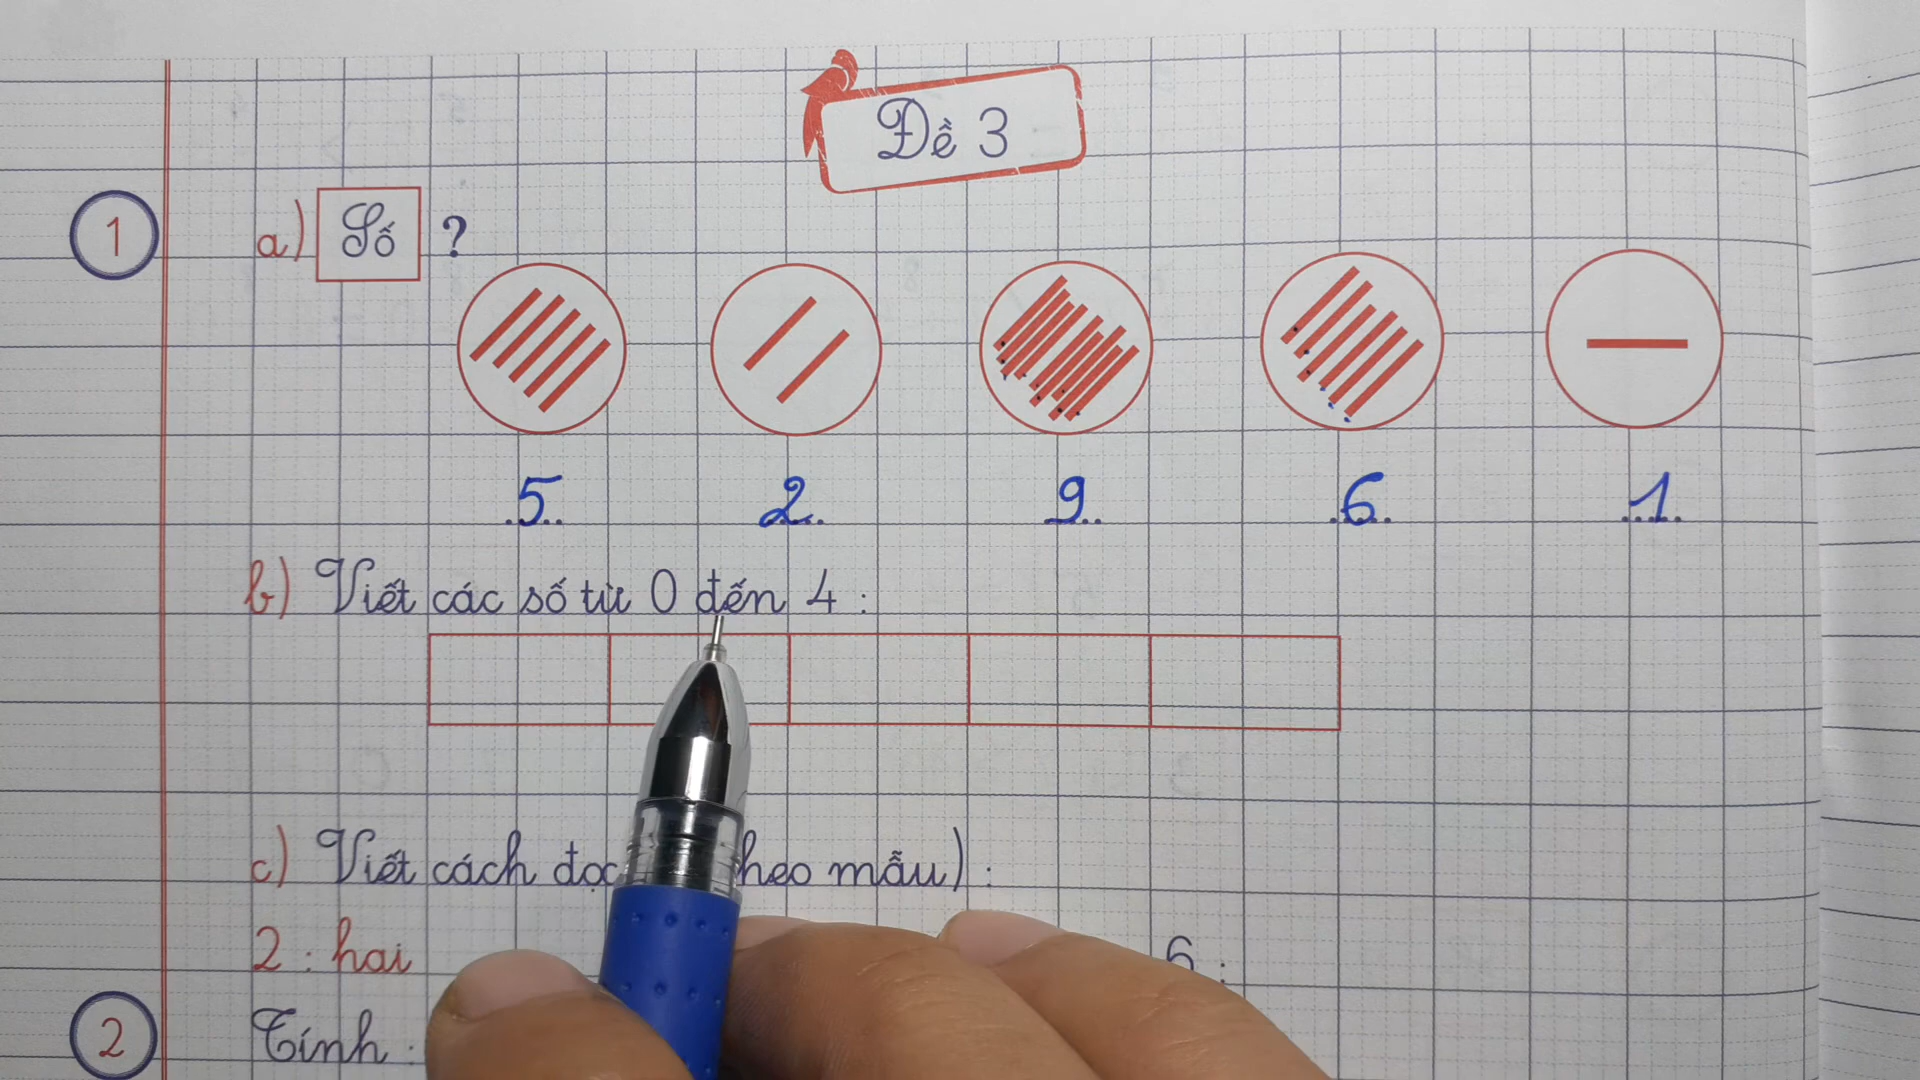 Đề 3
1 a) Số ?
5 2 9 6 1
b) Viết các số từ 0 đến 4 :
c) Viết cách đọc heo mẫu) :
2 : hai 6 :
2 Tính :